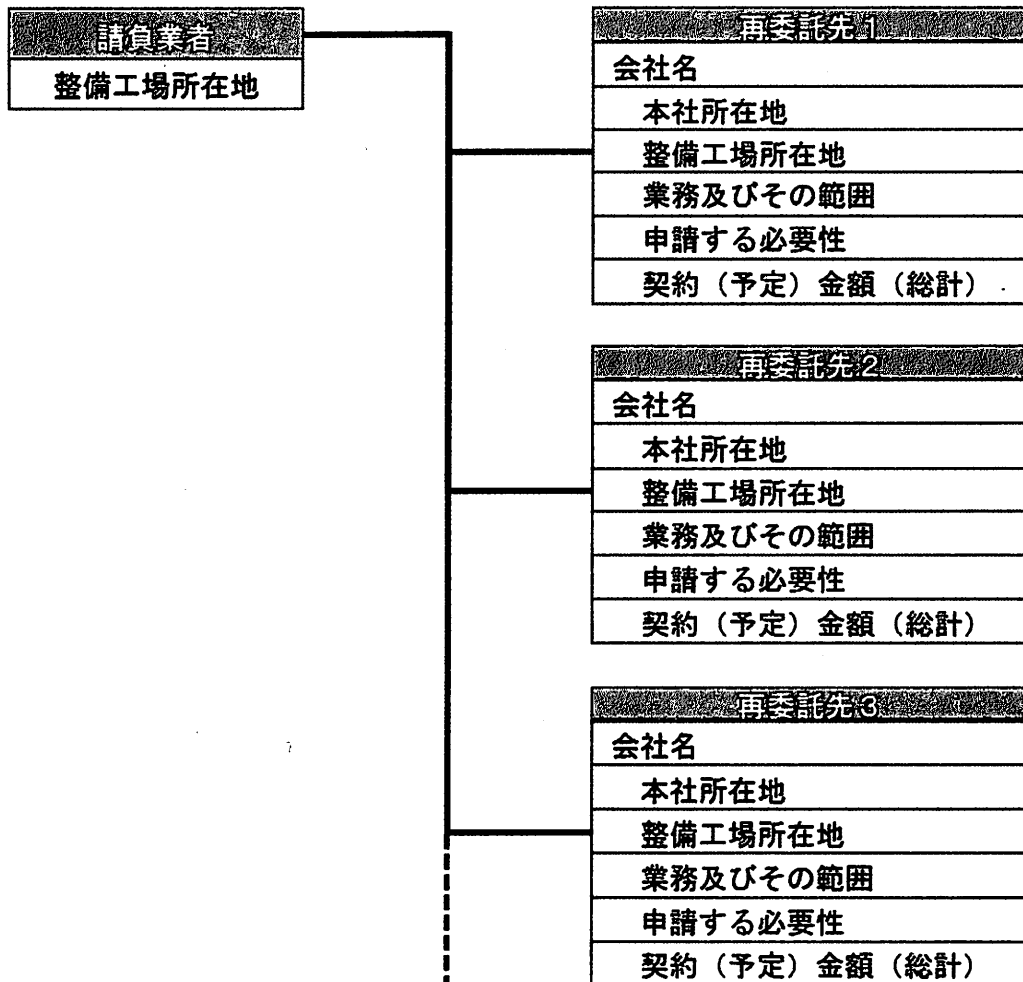 請負業者
整備工場所在地
再委託先1
会社名
本社所在地
整備工場所在地
業務及びその範囲
申請する必要性
契約（予定）金額（総計）
再委託先2
会社名
本社所在地
整備工場所在地
業務及びその範囲
申請する必要性
契約（予定）金額（総計）
再委託先3
会社名
本社所在地
整備工場所在地
業務及びその範囲
申請する必要性
契約（予定）金額（総計）